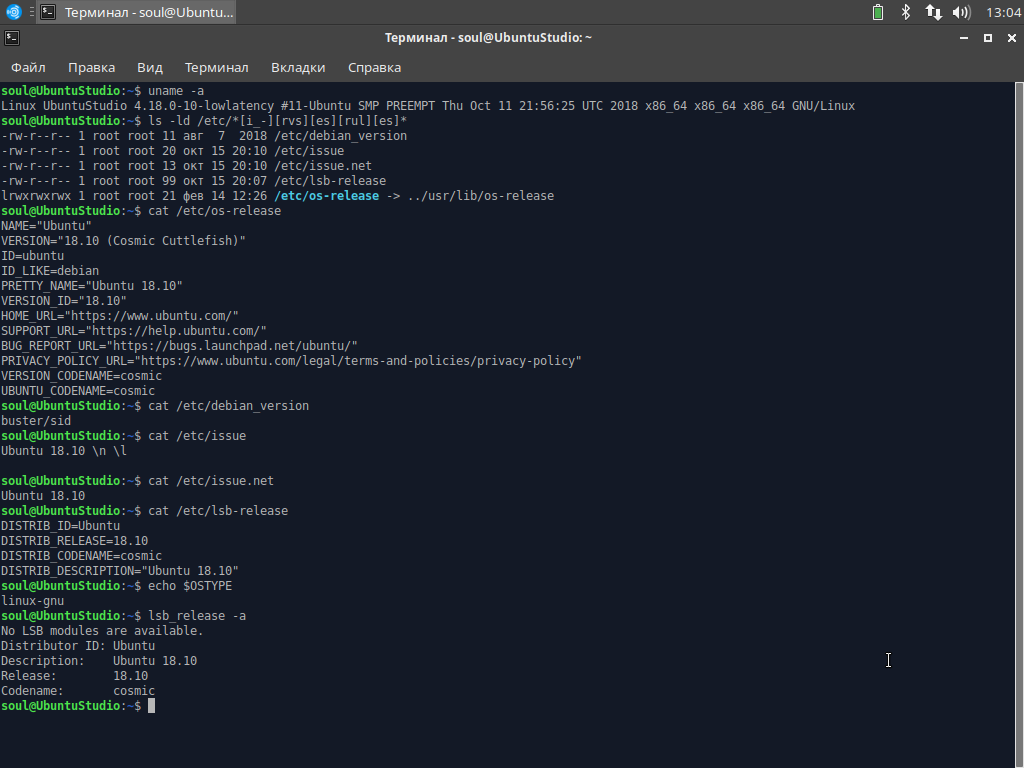 Терминал - soul@Ubuntu...
13:04
Терминал - soul@UbuntuStudio: ~
Файл Правка Вид Терминал Вкладки Справка
soul@UbuntuStudio:~$ uname -a
Linux UbuntuStudio 4.18.0-10-lowlatency #11-Ubuntu SMP PREEMPT Thu Oct 11 21:56:25 UTC 2018 x86_64 x86_64 x86_64 GNU/Linux
soul@UbuntuStudio:~$ ls -ld /etc/*[i_-][rvs][es][rul][es]*
-rw-r--r-- 1 root root 11 авг  7  2018 /etc/debian_version
-rw-r--r-- 1 root root 20 окт 15 20:10 /etc/issue
-rw-r--r-- 1 root root 13 окт 15 20:10 /etc/issue.net
-rw-r--r-- 1 root root 99 окт 15 20:07 /etc/lsb-release
lrwxrwxrwx 1 root root 21 фев 14 12:26 /etc/os-release -> ../usr/lib/os-release
soul@UbuntuStudio:~$ cat /etc/os-release
NAME="Ubuntu"
VERSION="18.10 (Cosmic Cuttlefish)"
ID=ubuntu
ID_LIKE=debian
PRETTY_NAME="Ubuntu 18.10"
VERSION_ID="18.10"
HOME_URL="https://www.ubuntu.com/"
SUPPORT_URL="https://help.ubuntu.com/"
BUG_REPORT_URL="https://bugs.launchpad.net/ubuntu/"
PRIVACY_POLICY_URL="https://www.ubuntu.com/legal/terms-and-policies/privacy-policy"
VERSION_CODENAME=cosmic
UBUNTU_CODENAME=cosmic
soul@UbuntuStudio:~$ cat /etc/debian_version
buster/sid
soul@UbuntuStudio:~$ cat /etc/issue
Ubuntu 18.10 \n \l
soul@UbuntuStudio:~$ cat /etc/issue.net
Ubuntu 18.10
soul@UbuntuStudio:~$ cat /etc/lsb-release
DISTRIB_ID=Ubuntu
DISTRIB_RELEASE=18.10
DISTRIB_CODENAME=cosmic
DISTRIB_DESCRIPTION="Ubuntu 18.10"
soul@UbuntuStudio:~$ echo $OSTYPE
linux-gnu
soul@UbuntuStudio:~$ lsb_release -a
No LSB modules are available.
Distributor ID: Ubuntu
Description:    Ubuntu 18.10
Release:        18.10
Codename:       cosmic
soul@UbuntuStudio:~$